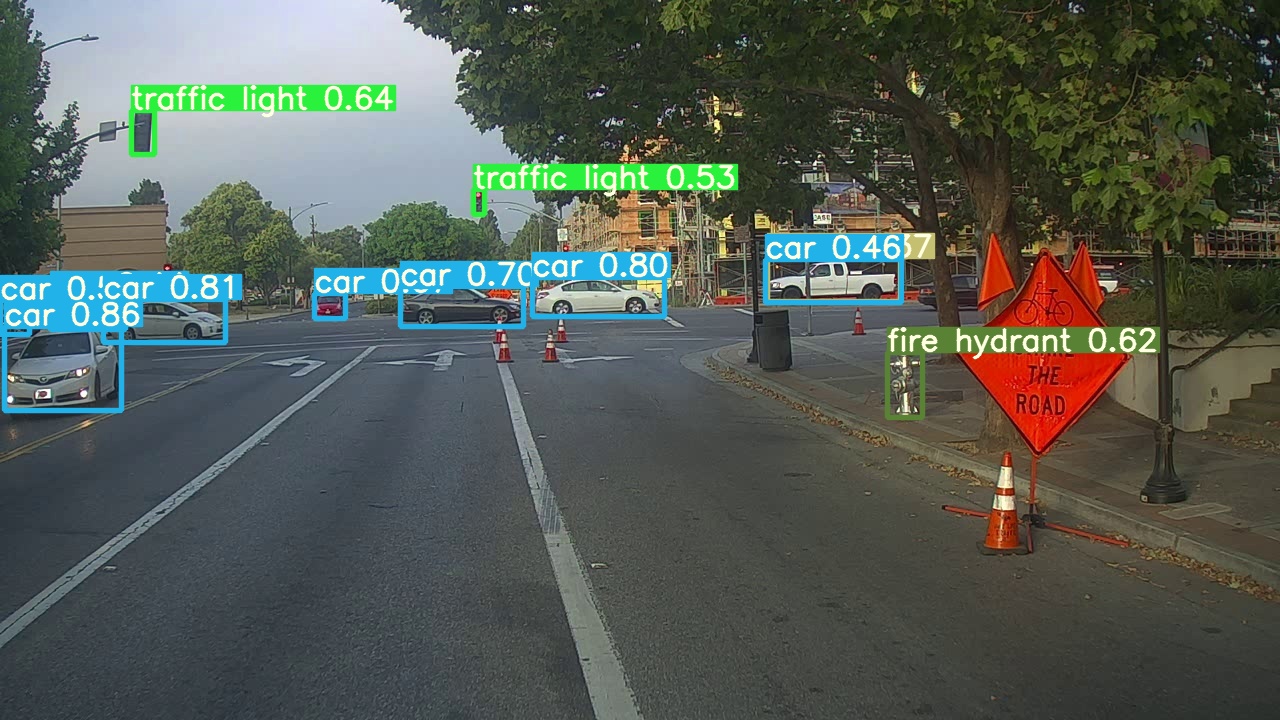 traffic light 0.64
traffic light 0.53
car 0.46
car 0.80
car 0.70
car 0.81
car 0.86
fire hydrant 0.62
THE
ROAD